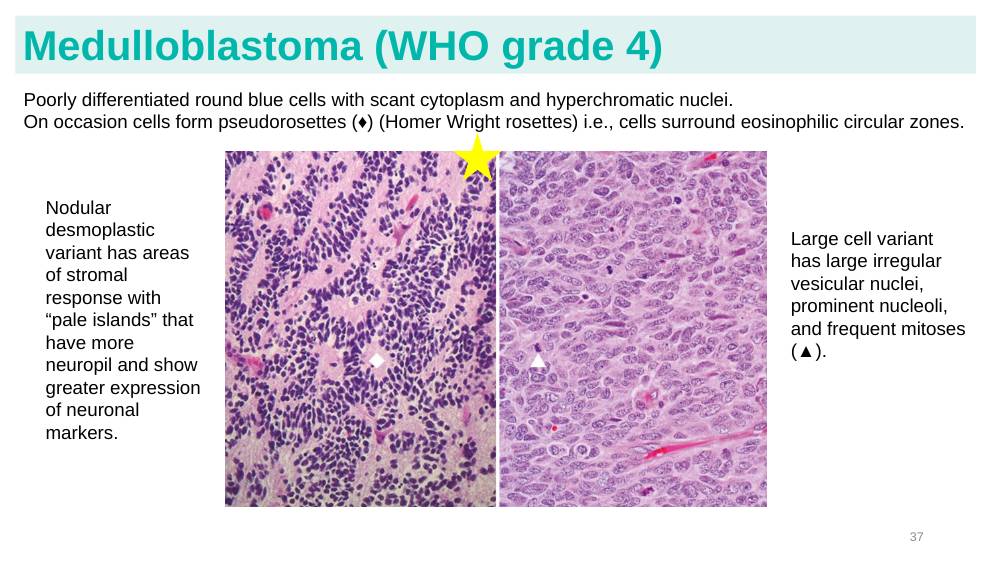 Medulloblastoma (WHO grade 4)
Poorly differentiated round blue cells with scant cytoplasm and hyperchromatic nuclei.
On occasion cells form pseudorosettes (♦) (Homer Wright rosettes) i.e., cells surround eosinophilic circular zones.
Nodular
desmoplastic
variant has areas
of stromal
response with
“pale islands” that
have more
neuropil and show
greater expression
of neuronal
markers.
Large cell variant
has large irregular
vesicular nuclei,
prominent nucleoli,
and frequent mitoses
(▲).
37